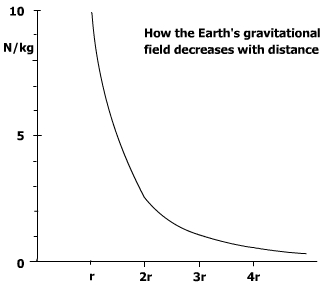 10
N/kg
How the Earth's gravitational
field decreases with distance
5
0
r 2r 3r 4r